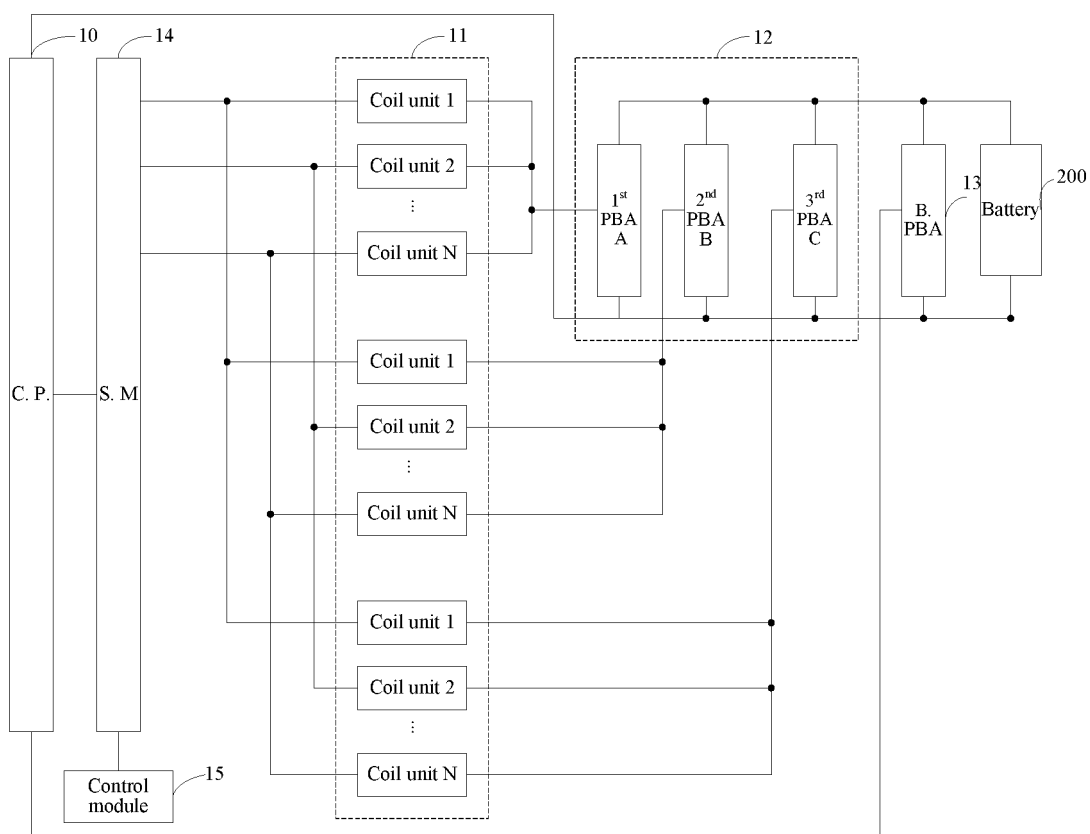 10
14
11
12
Coil unit 1
Coil unit 2
⋮
Coil unit N
1st
PBA
A
2nd
PBA
B
3rd
PBA
C
B.
PBA
13
Battery
200
Coil unit 1
Coil unit 2
⋮
Coil unit N
C. P.
S. M
Coil unit 1
Coil unit 2
⋮
Coil unit N
Control
module
15